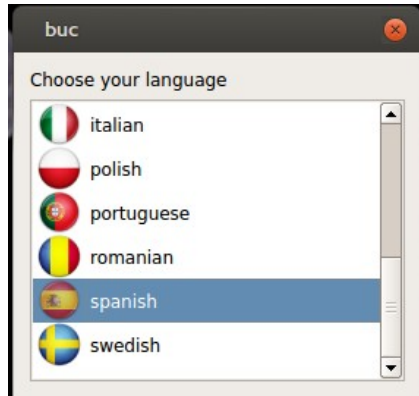 buc
Choose your language
italian
polish
portuguese
romanian
spanish
swedish